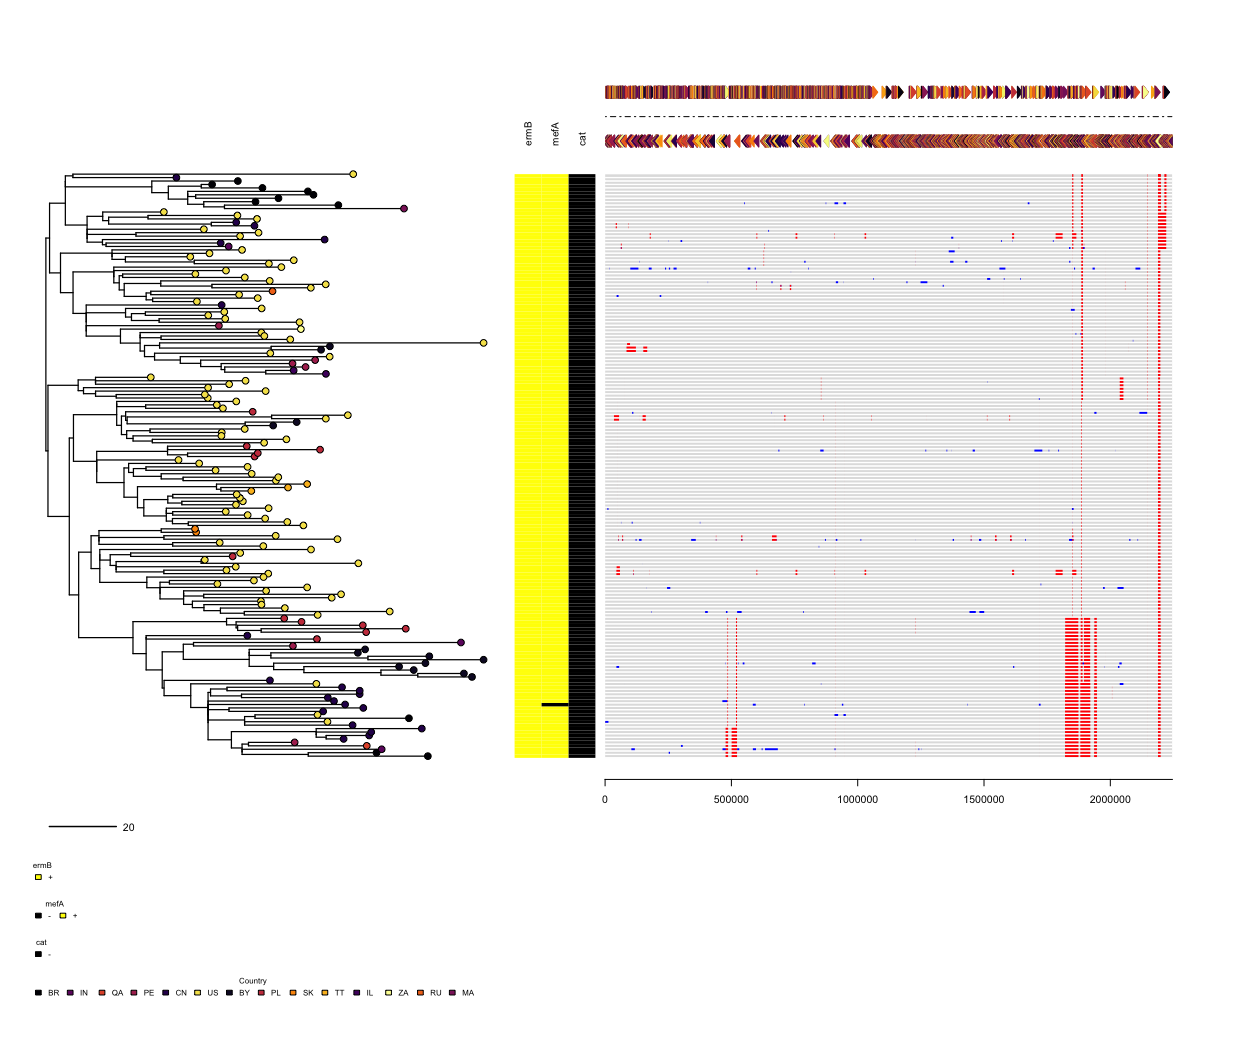 ermB
mefA
cat
0 500000 1000000 1500000 2000000
20
ermB
+
mefA
- +
cat
-
Country
BR IN QA PE CN US BY PL SK TT IL ZA RU MA